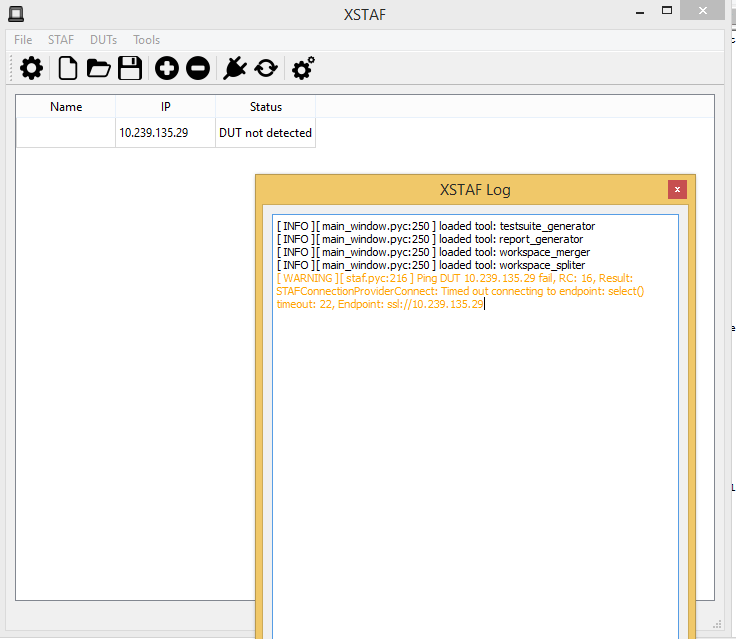 XSTAF
File STAF DUTs Tools
Name IP Status
10.239.135.29 DUT not detected
XSTAF Log
[ INFO ][ main_window.pyc:250 ] loaded tool: testsuite_generator
[ INFO ][ main_window.pyc:250 ] loaded tool: report_generator
[ INFO ][ main_window.pyc:250 ] loaded tool: workspace_merger
[ INFO ][ main_window.pyc:250 ] loaded tool: workspace_spliter
[ WARNING ][ staf.pyc:216 ] Ping DUT 10.239.135.29 fail, RC: 16, Result:
STAFConnectionProviderConnect: Timed out connecting to endpoint: select()
timeout: 22, Endpoint: ssl://10.239.135.29